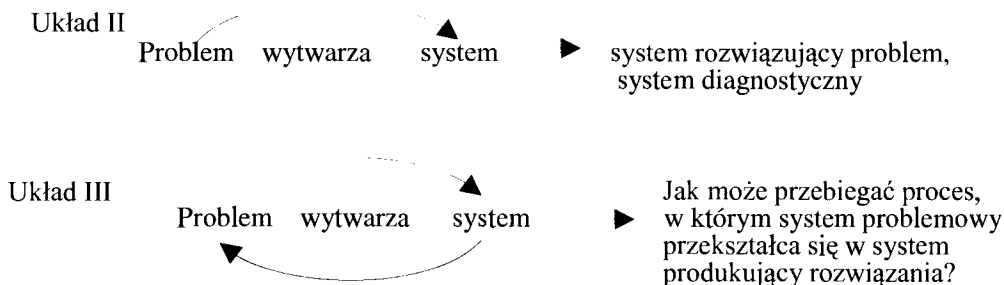 Układ II
Problem wytwarza system
system rozwiązujący problem,
system diagnostyczny
Układ III
Problem wytwarza system
Jak może przebiegać proces,
w którym system problemowy
przekształca się w system
produkujący rozwiązania?